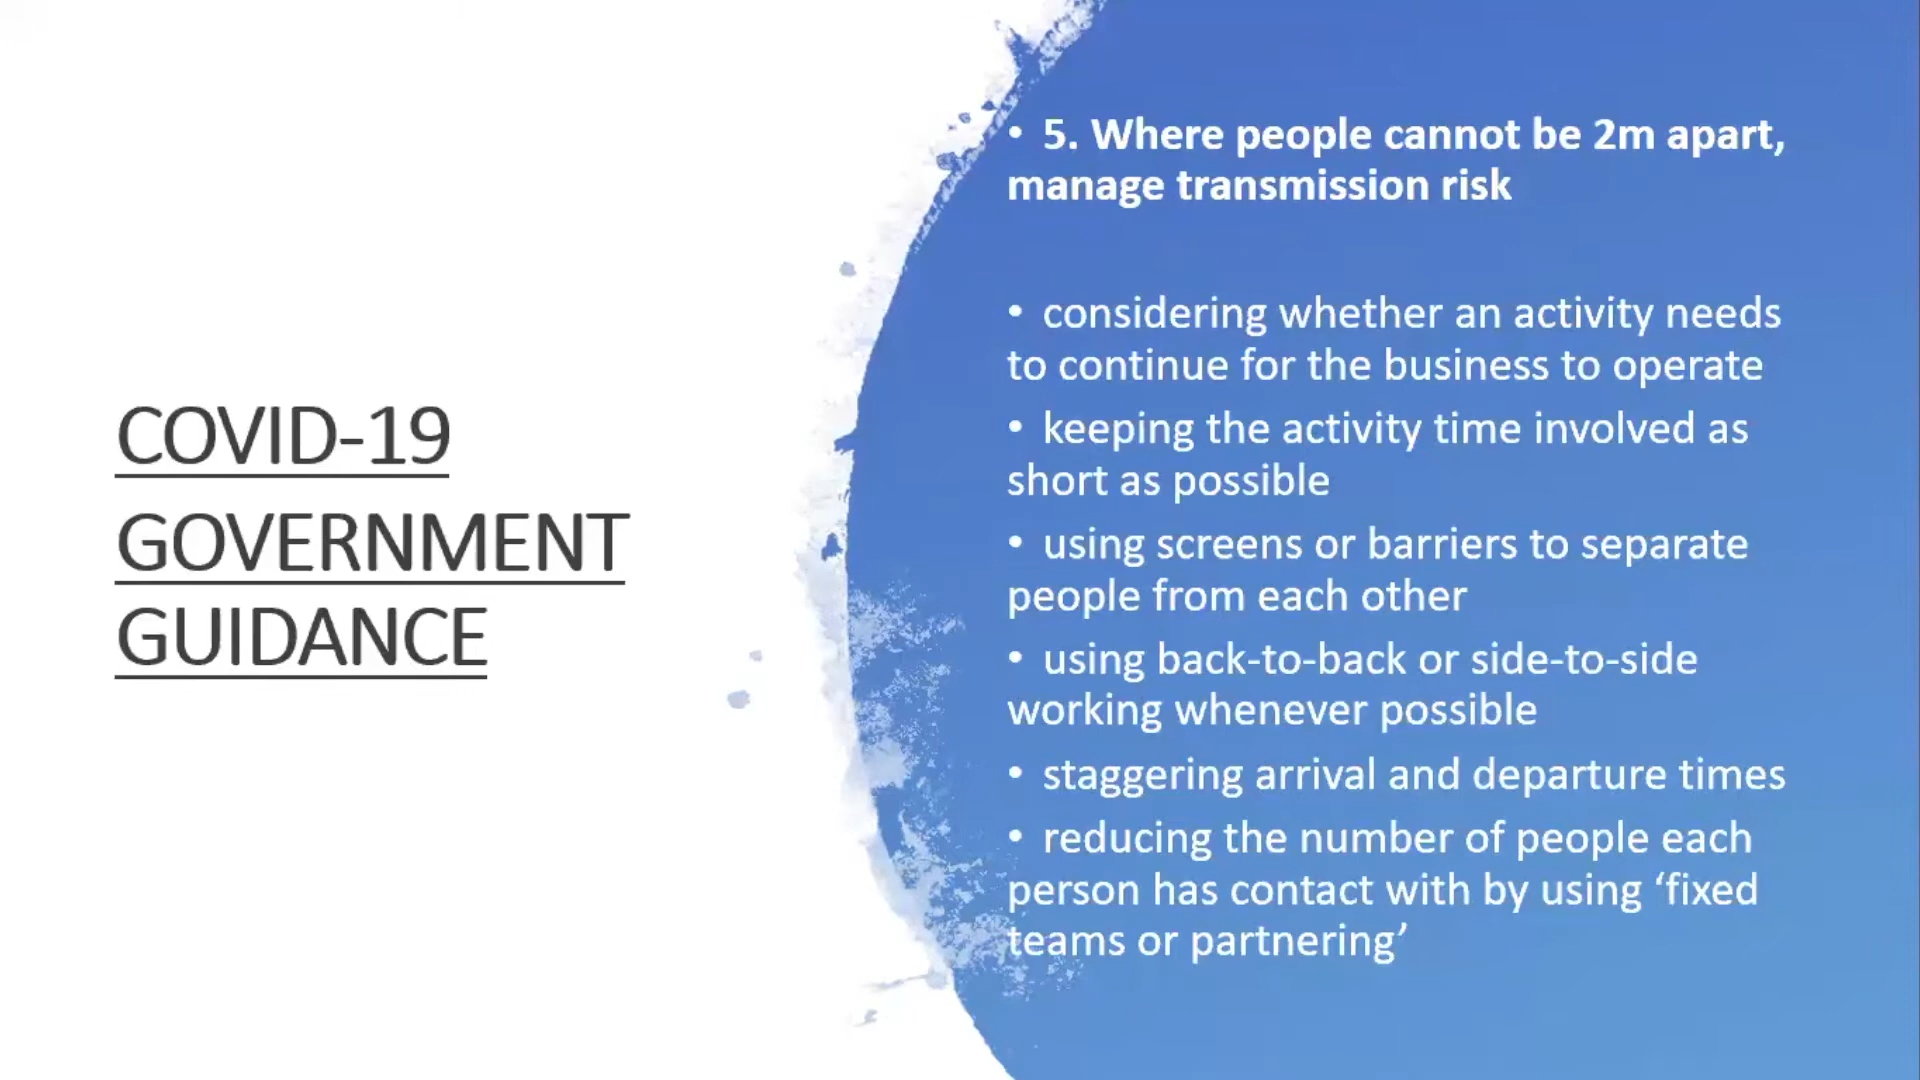 COVID-19
GOVERNMENT
GUIDANCE
• 5. Where people cannot be 2m apart,
manage transmission risk
• considering whether an activity needs
to continue for the business to operate
• keeping the activity time involved as
short as possible
• using screens or barriers to separate
people from each other
• using back-to-back or side-to-side
working whenever possible
• staggering arrival and departure times
• reducing the number of people each
person has contact with by using ‘fixed
teams or partnering’